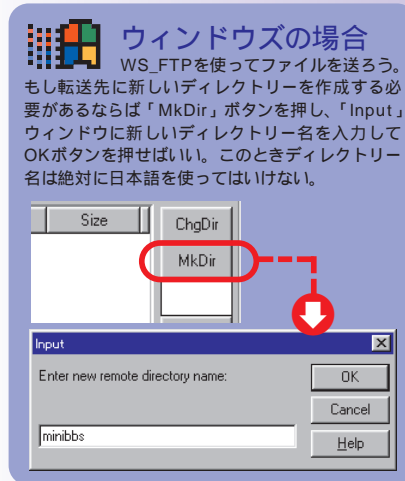 ウィンドウズの場合
WS_FTPを使ってファイルを送ろう。
もし転送先に新しいディレクトリーを作成する必
要があるならば「MkDir」ボタンを押し、「Input」
ウィンドウに新しいディレクトリー名を入力して
OKボタンを押せばいい。このときディレクトリー
名は絶対に日本語を使ってはいけない。
Size
ChgDir
MkDir
Input
Enter new remote directory name:
OK
Cancel
minibbs
Help